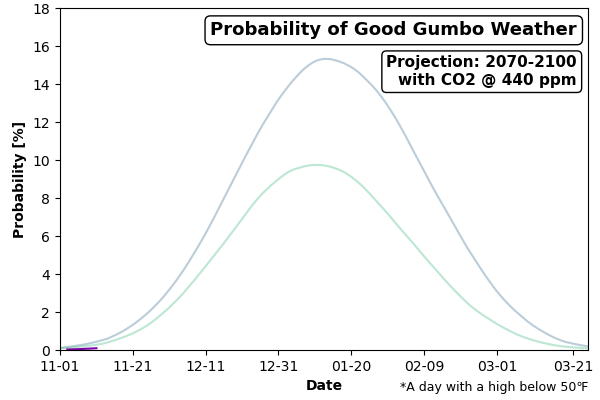 Probability of Good Gumbo Weather
Projection: 2070-2100
with CO2 @ 440 ppm
Probability [%]
18
16
14
12
10
8
6
4
2
0
11-01 11-21 12-11 12-31 01-20 02-09 03-01 03-21
Date
*A day with a high below 50°F